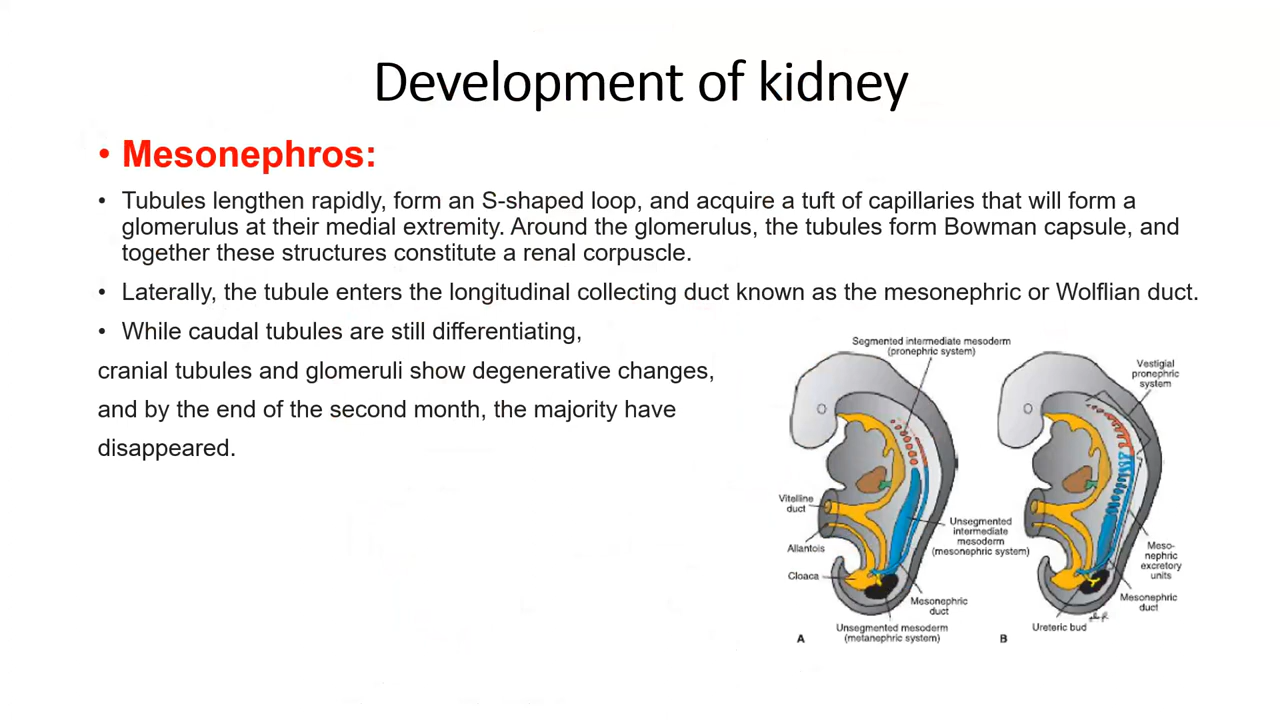 Development of kidney
• Mesonephros:
• Tubules lengthen rapidly, form an S-shaped loop, and acquire a tuft of capillaries that will form a
glomerulus at their medial extremity. Around the glomerulus, the tubules form Bowman capsule, and
together these structures constitute a renal corpuscle.
• Laterally, the tubule enters the longitudinal collecting duct known as the mesonephric or Wolflian duct.
• While caudal tubules are still differentiating,
cranial tubules and glomeruli show degenerative changes,
and by the end of the second month, the majority have
disappeared.
Segmented intermediate mesoderm
(pronephric system)
Vitelline
duct
Allantois
Cloaca
Unsegmented
intermediate
mesoderm
(mesonephric system)
Mesonephric
duct
Unsegmented mesoderm
(metanephric system)
A
Vestigial
pronephric
system
Meso-
nephric
excretory
units
Mesonephric
duct
Ureteric bud
B